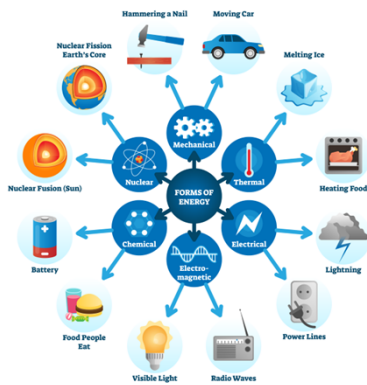 Hammering a Nail
Moving Car
Nuclear Fission
Earth's Core
Melting Ice
Mechanical
Nuclear
Thermal
Nuclear Fusion (Sun)
FORMS OF
ENERGY
Heating Food
Chemical
Electrical
Electro-
magnetic
Battery
Lightning
Food People
Eat
Power Lines
Visible Light
Radio Waves